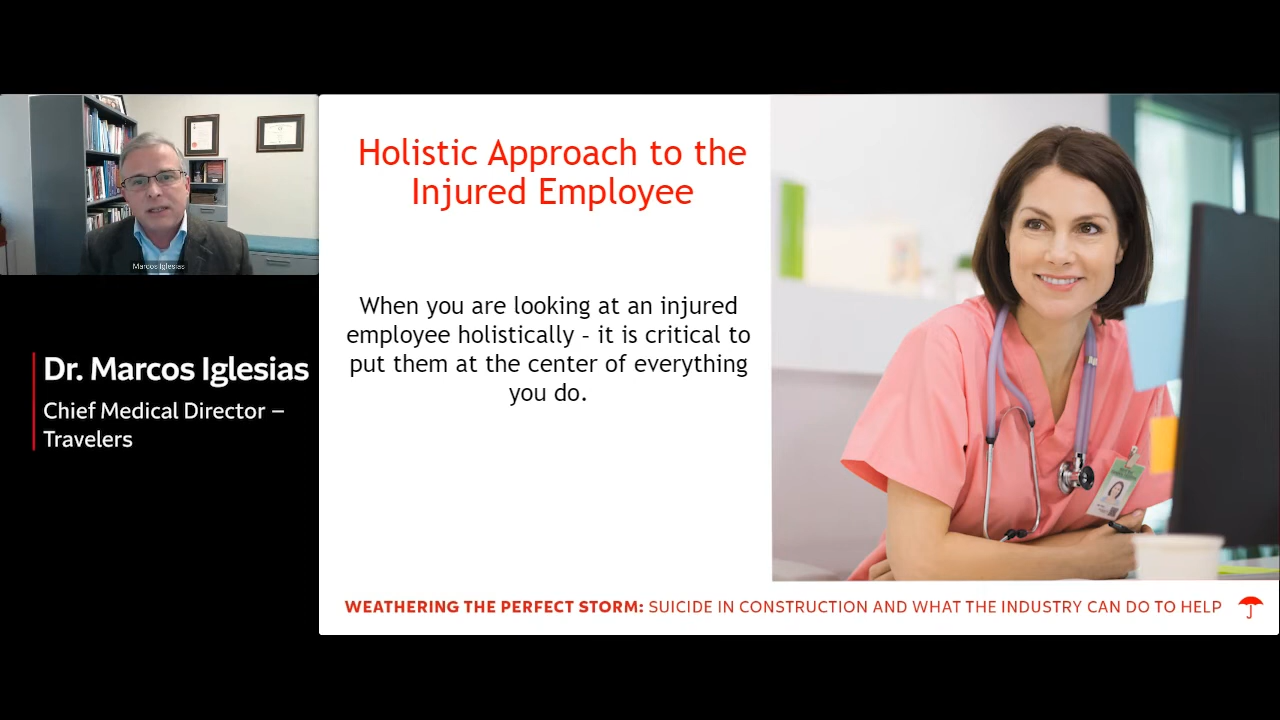 Marcos Iglesias
Dr. Marcos Iglesias
Chief Medical Director –
Travelers
Holistic Approach to the
Injured Employee
When you are looking at an injured
employee holistically – it is critical to
put them at the center of everything
you do.
WEATHERING THE PERFECT STORM: SUICIDE IN CONSTRUCTION AND WHAT THE INDUSTRY CAN DO TO HELP